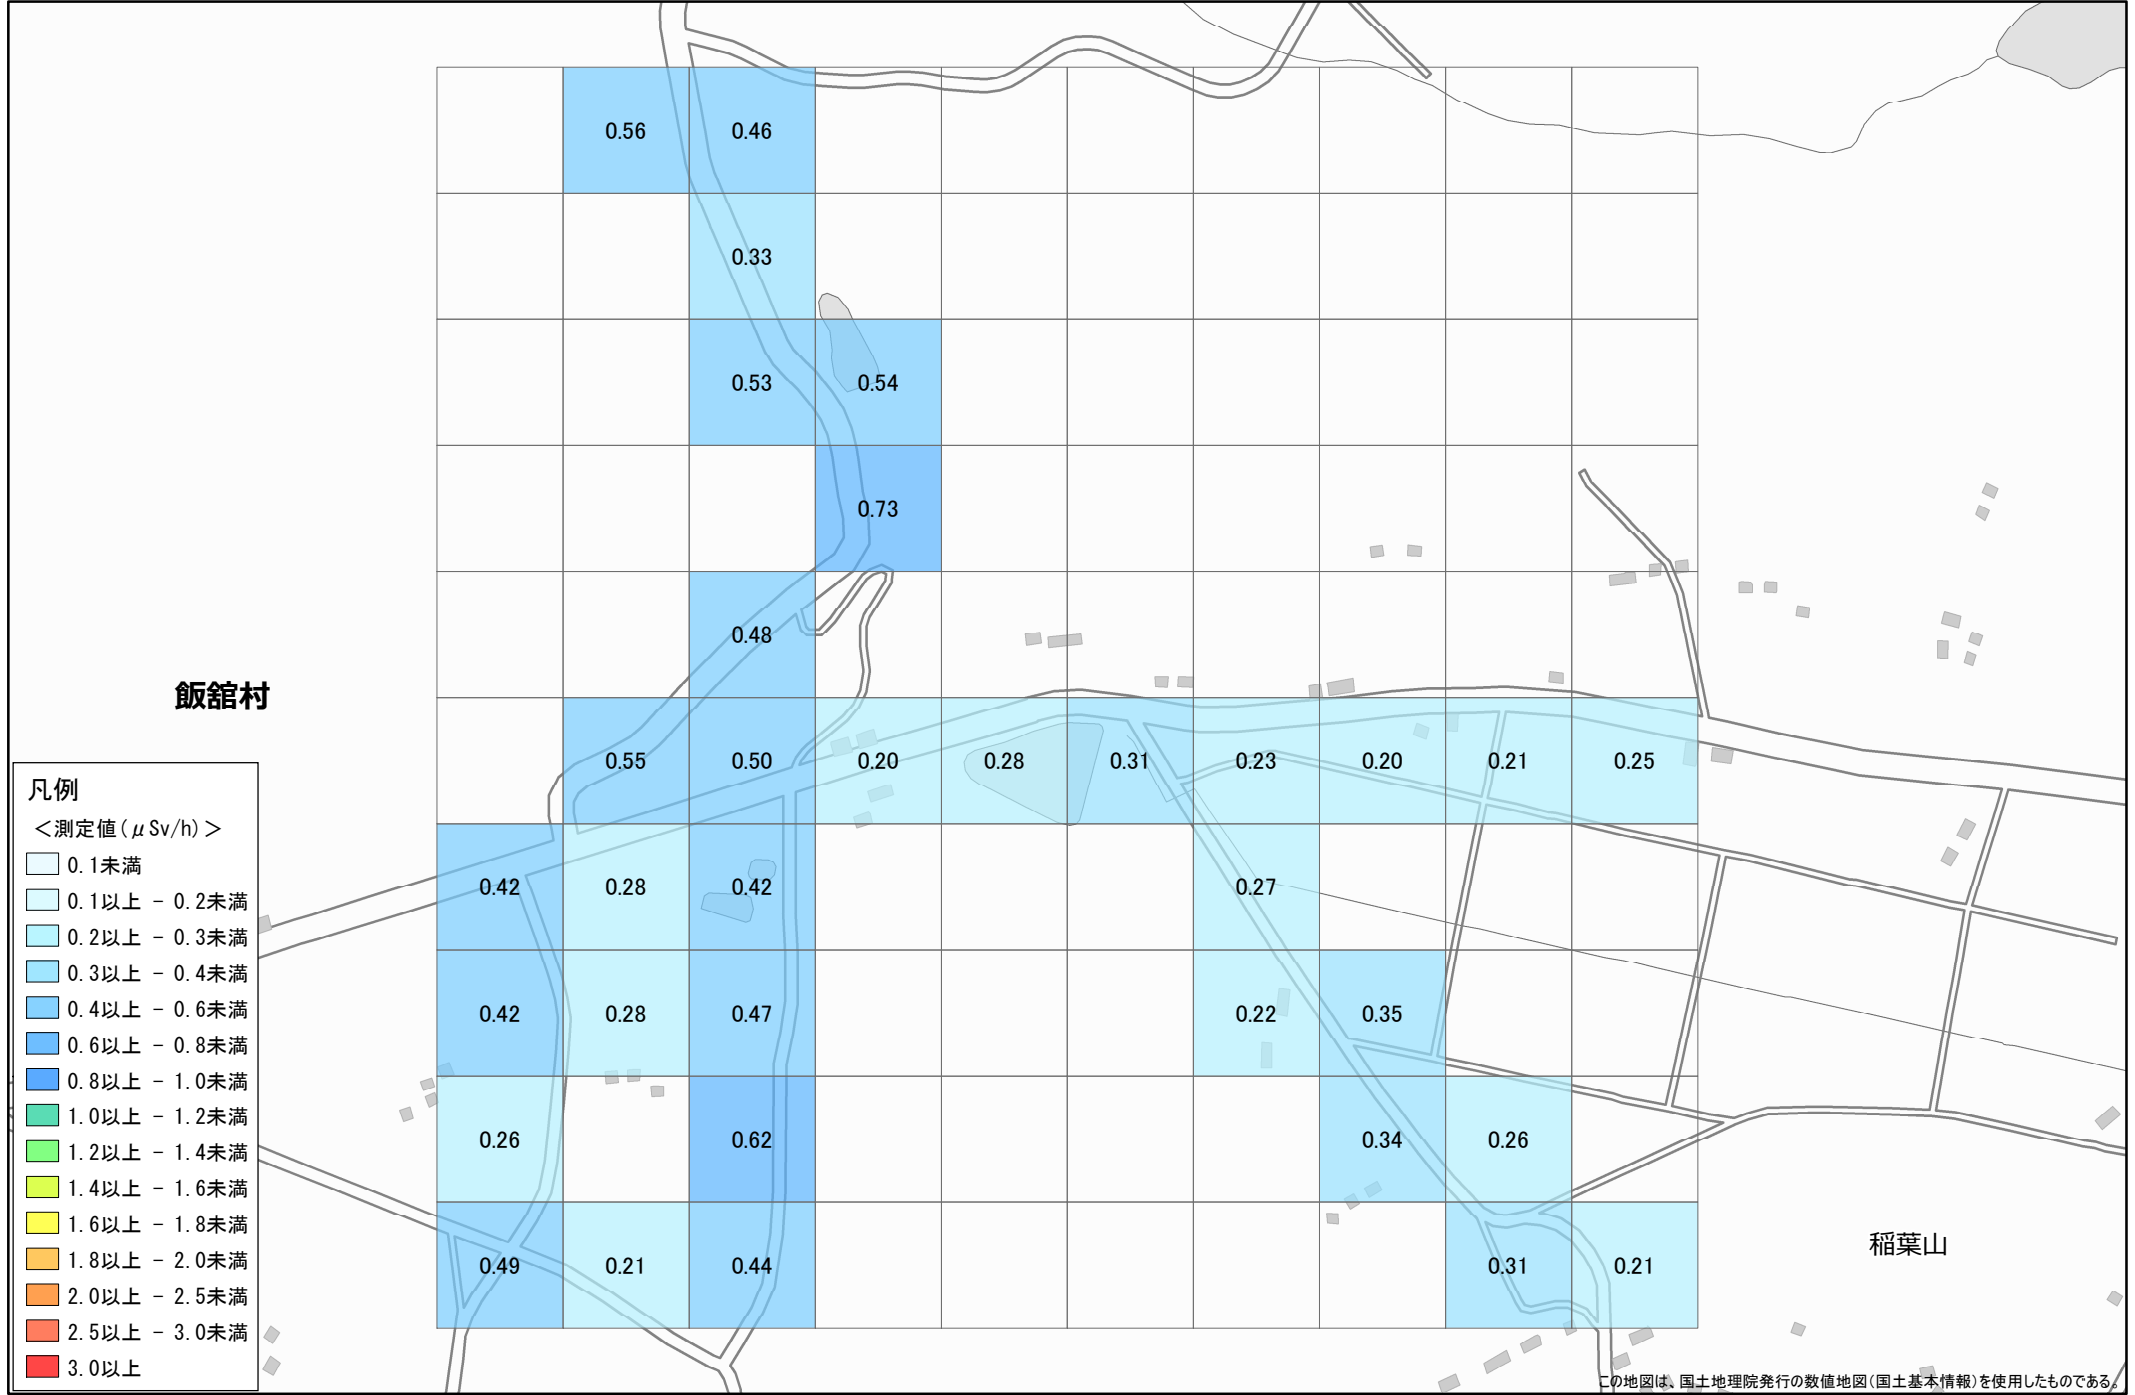 0.56 0.46
0.33
0.53 0.54
0.73
0.48
飯舘村
0.55 0.50 0.20 0.28 0.31 0.23 0.20 0.21 0.25
0.42 0.28 0.42 0.27
0.42 0.28 0.47 0.22 0.35
0.26 0.62 0.34 0.26
0.49 0.21 0.44 0.31 0.21
稲葉山
凡例
＜測定値(μSv/h)＞
0.1未満
0.1以上 - 0.2未満
0.2以上 - 0.3未満
0.3以上 - 0.4未満
0.4以上 - 0.6未満
0.6以上 - 0.8未満
0.8以上 - 1.0未満
1.0以上 - 1.2未満
1.2以上 - 1.4未満
1.4以上 - 1.6未満
1.6以上 - 1.8未満
1.8以上 - 2.0未満
2.0以上 - 2.5未満
2.5以上 - 3.0未満
3.0以上
この地図は、国土地理院発行の数値地図(国土基本情報)を使用したものである。